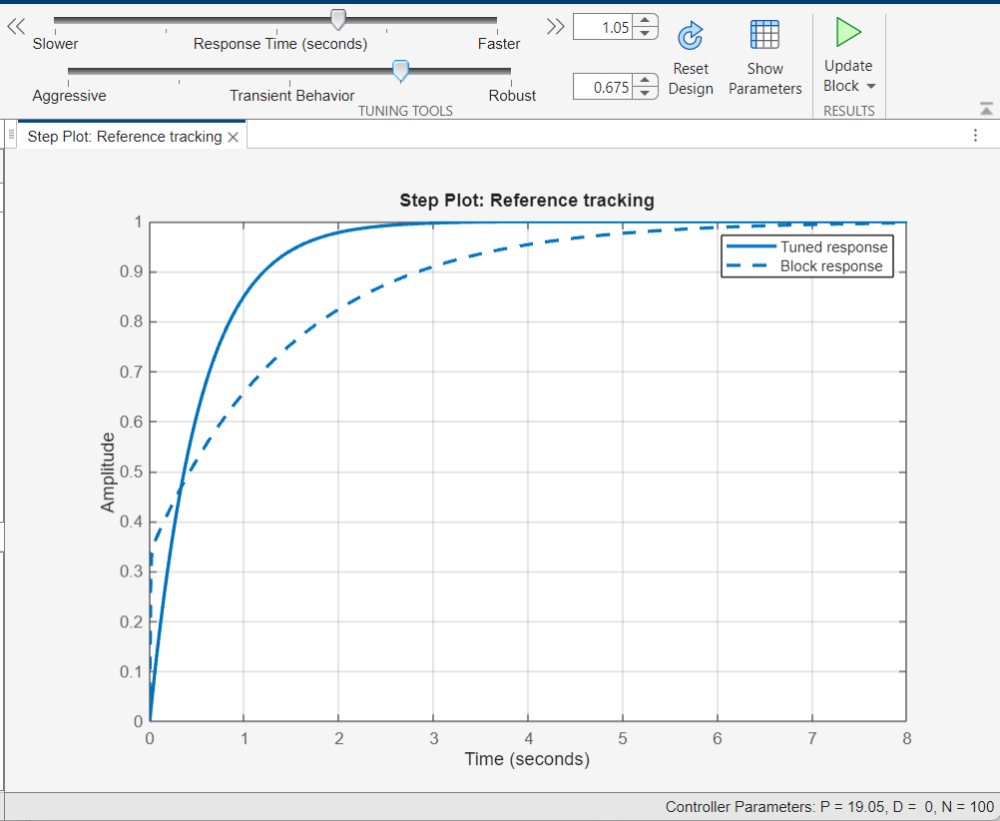 Slower Response Time (seconds) Faster 1.05
Aggressive Transient Behavior Robust 0.675
TUNING TOOLS
Reset Design
Show Parameters
Update Block
RESULTS
Step Plot: Reference tracking
Step Plot: Reference tracking
Tuned response
Block response
1
0.9
0.8
0.7
0.6
0.5
0.4
0.3
0.2
0.1
0
Amplitude
0 1 2 3 4 5 6 7 8
Time (seconds)
Controller Parameters: P = 19.05, D = 0, N = 100